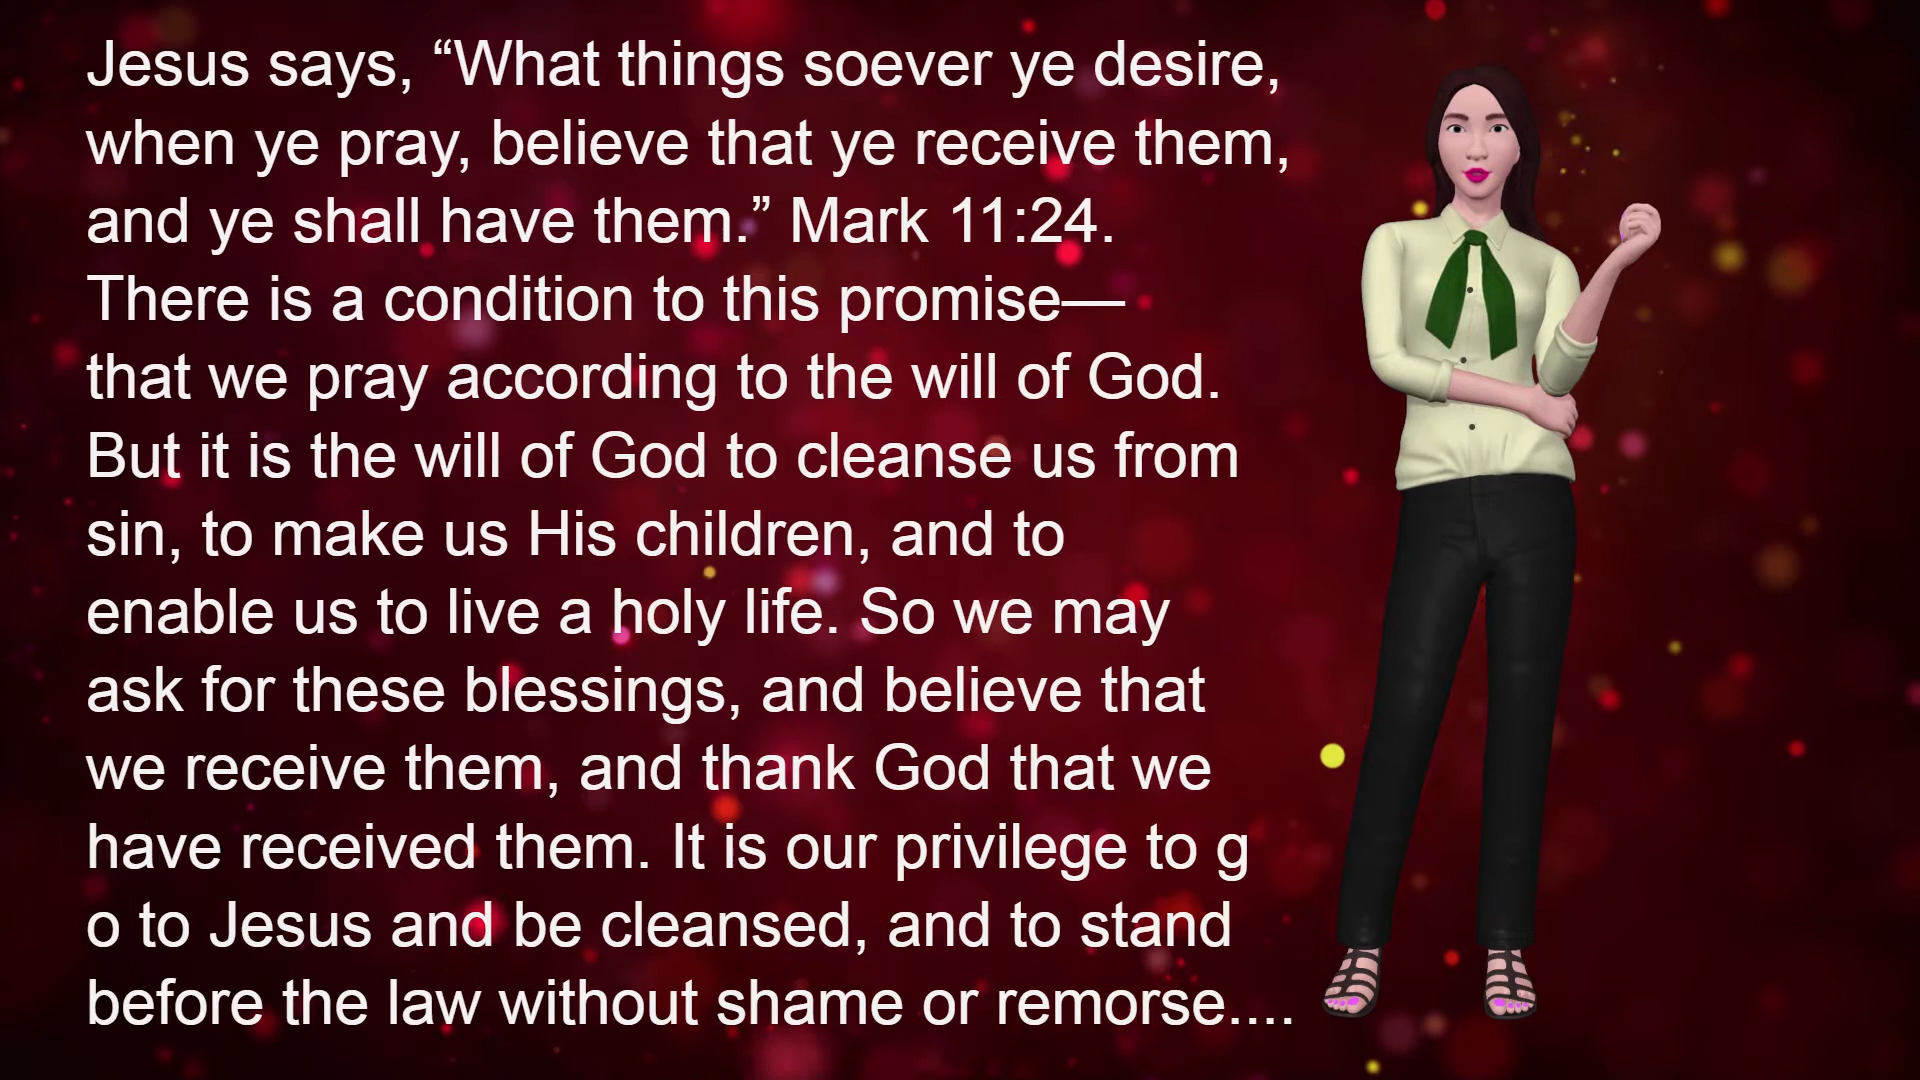 Jesus says, “What things soever ye desire,
when ye pray, believe that ye receive them,
and ye shall have them.” Mark 11:24.
There is a condition to this promise—
that we pray according to the will of God.
But it is the will of God to cleanse us from
sin, to make us His children, and to
enable us to live a holy life. So we may
ask for these blessings, and believe that
we receive them, and thank God that we
have received them. It is our privilege to g
o to Jesus and be cleansed, and to stand
before the law without shame or remorse....